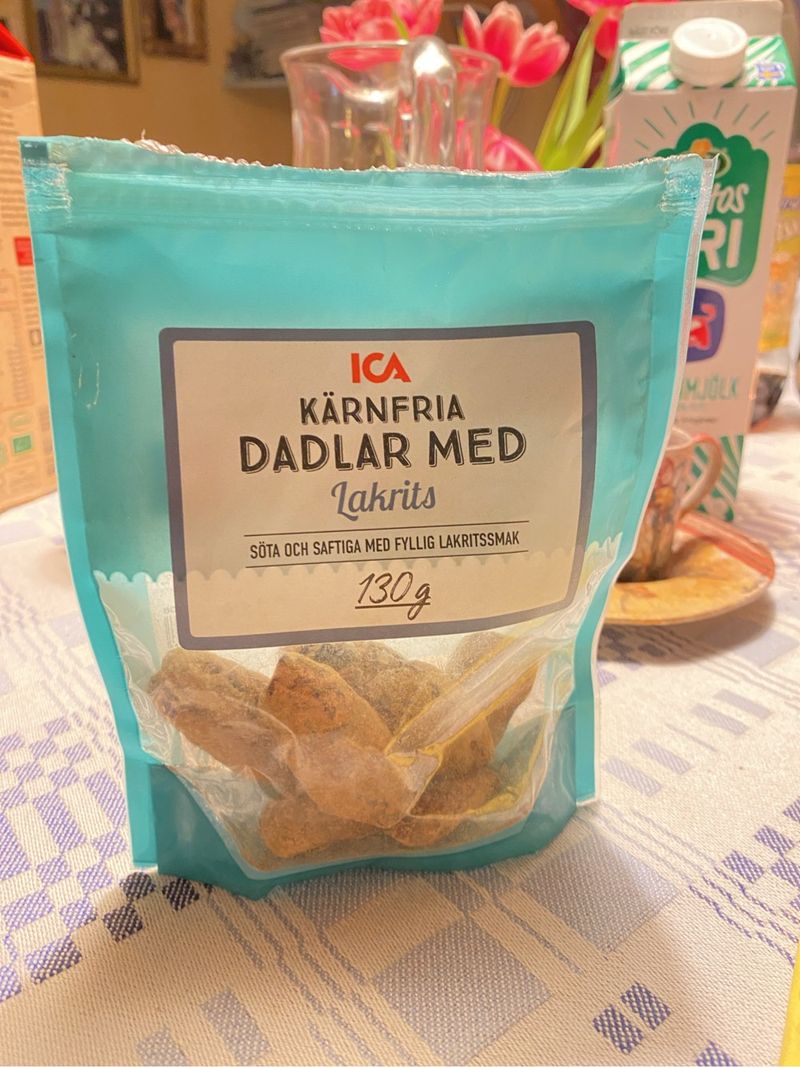 ICA
KÄRNFRIA
DADLAR MED
Lakrits
SÖTA OCH SAFTIGA MED FYLLIG LAKRITSSMAK
130g